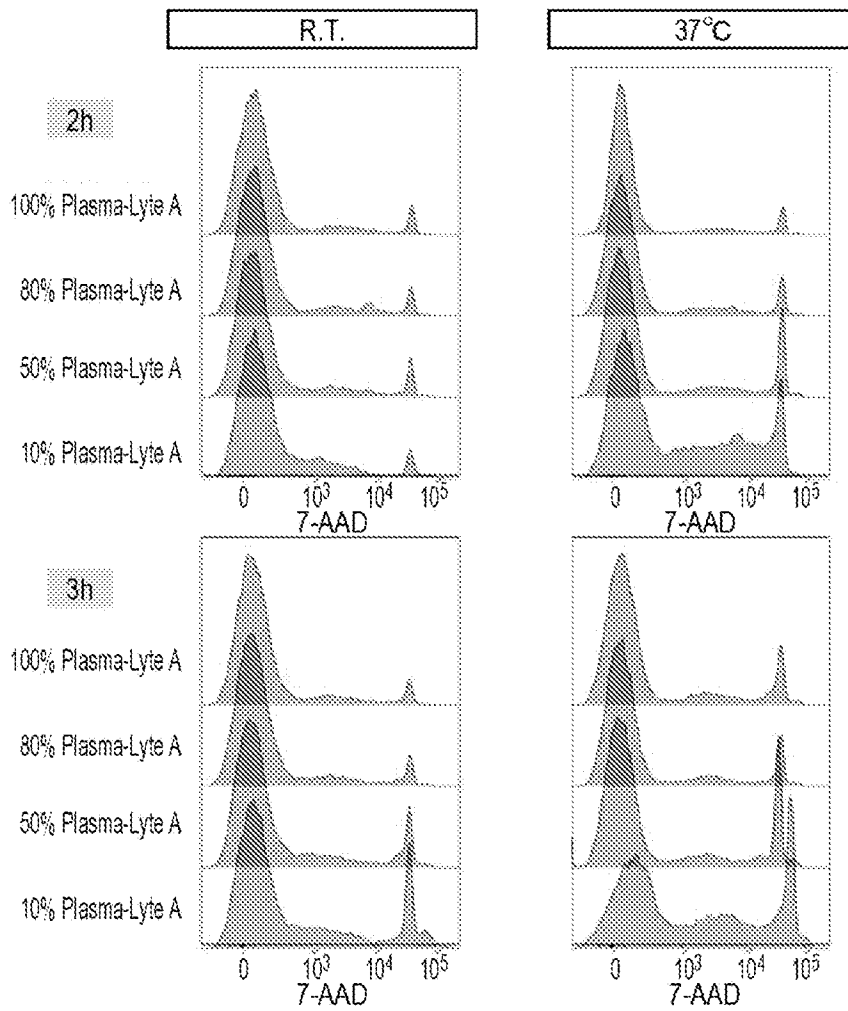 R.T.
37°C
2h
100% Plasma-Lyte A
80% Plasma-Lyte A
50% Plasma-Lyte A
10% Plasma-Lyte A
0 10³ 10⁴ 10⁵
7-AAD
0 10³ 10⁴ 10⁵
7-AAD
3h
100% Plasma-Lyte A
80% Plasma-Lyte A
50% Plasma-Lyte A
10% Plasma-Lyte A
0 10³ 10⁴ 10⁵
7-AAD
0 10³ 10⁴ 10⁵
7-AAD